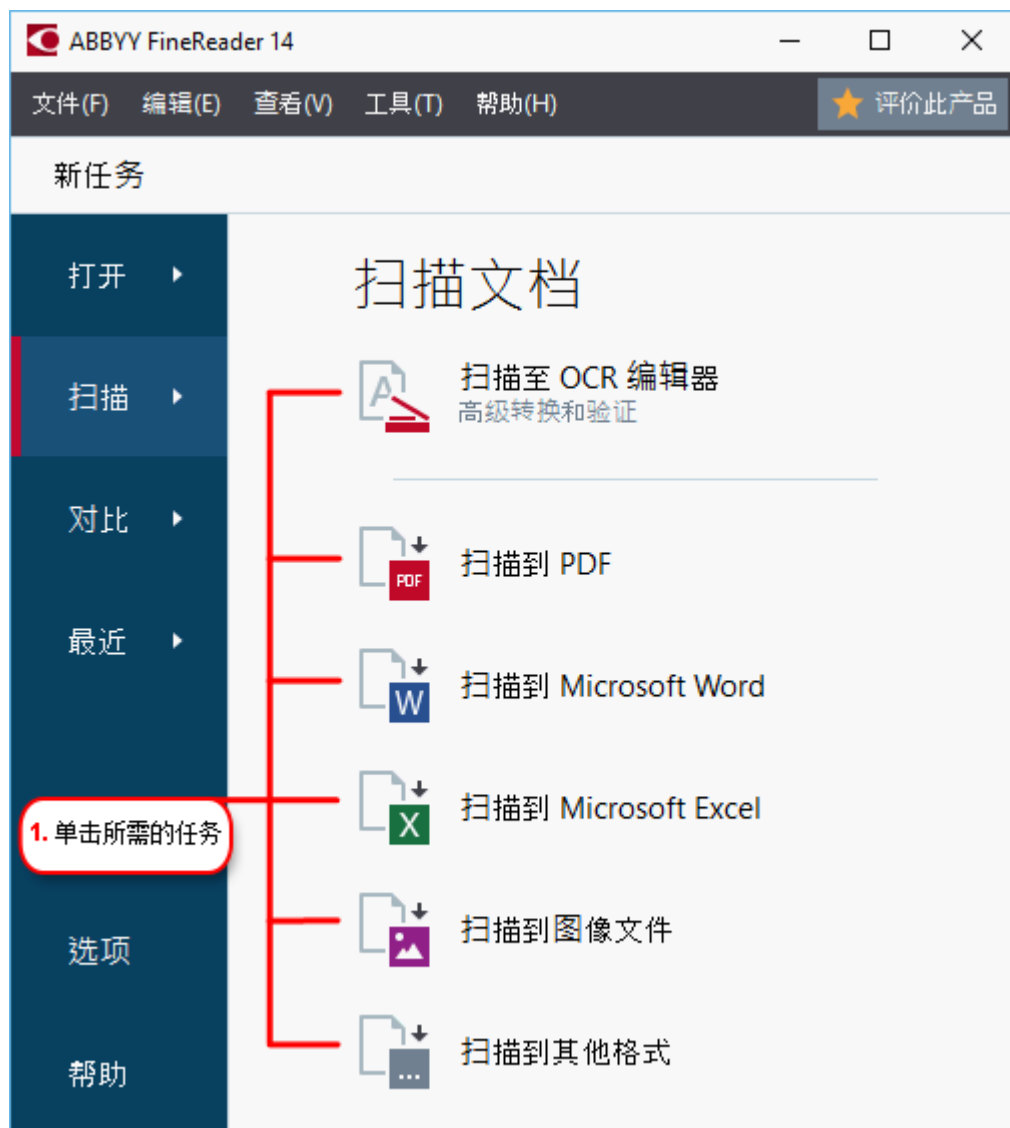 ABBYY FineReader 14
文件(F) 编辑(E) 查看(V) 工具(T) 帮助(H) 评价此产品
新任务
打开
扫描
对比
最近
1. 单击所需的任务
选项
帮助
扫描文档
扫描至 OCR 编辑器
高级转换和验证
PDF
扫描到 PDF
W
扫描到 Microsoft Word
X
扫描到 Microsoft Excel
扫描到图像文件
...
扫描到其他格式